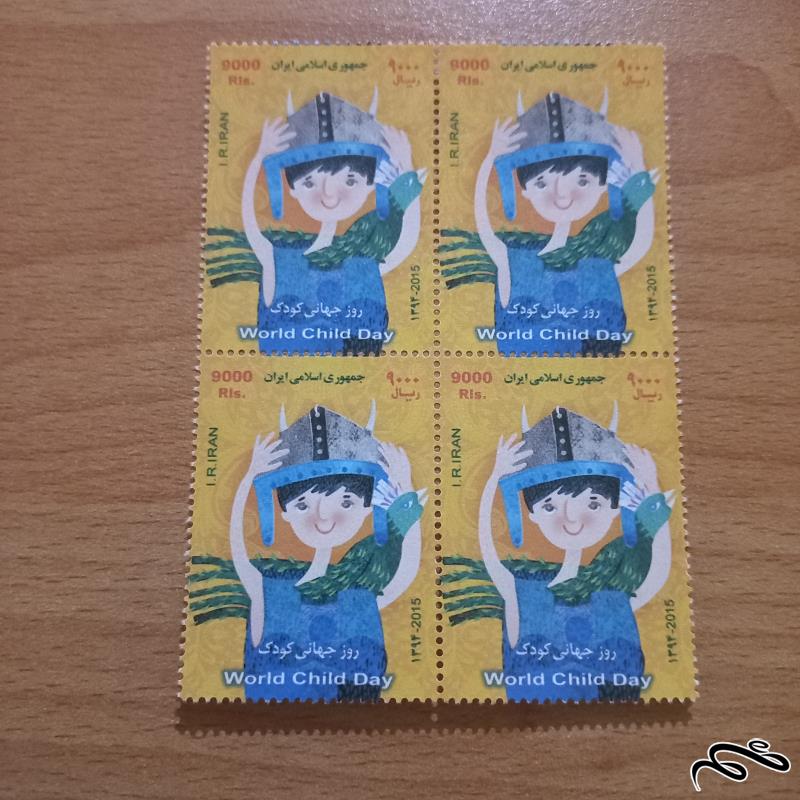 9000 جمهوری اسلامی ایران ۹۰۰۰
Rls. ریال
I.R.IRAN
۱۳۹۴-2015
روز جهانی کودک
World Child Day
9000 جمهوری اسلامی ایران ۹۰۰۰
Rls. ریال
I.R.IRAN
۱۳۹۴-2015
روز جهانی کودک
World Child Day
9000 جمهوری اسلامی ایران ۹۰۰۰
Rls. ریال
I.R.IRAN
۱۳۹۴-2015
روز جهانی کودک
World Child Day
9000 جمهوری اسلامی ایران ۹۰۰۰
Rls. ریال
I.R.IRAN
۱۳۹۴-2015
روز جهانی کودک
World Child Day